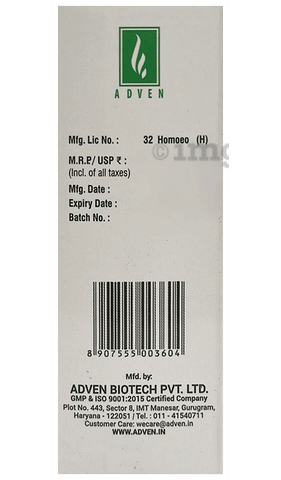 ADVEN
Mfg. Lic No. : 32 Homoeo (H)
M.R.P./ USP ₹ :
(Incl. of all taxes)
Mfg. Date :
Expiry Date :
Batch No. :
8 907555 003604
Mfd. by:
ADVEN BIOTECH PVT. LTD.
GMP & ISO 9001:2015 Certified Company
Plot No. 443, Sector 8, IMT Manesar, Gurugram,
Haryana - 122051 / Tel. : 011 - 41540711
Customer Care: wecare@adven.in
WWW.ADVEN.IN